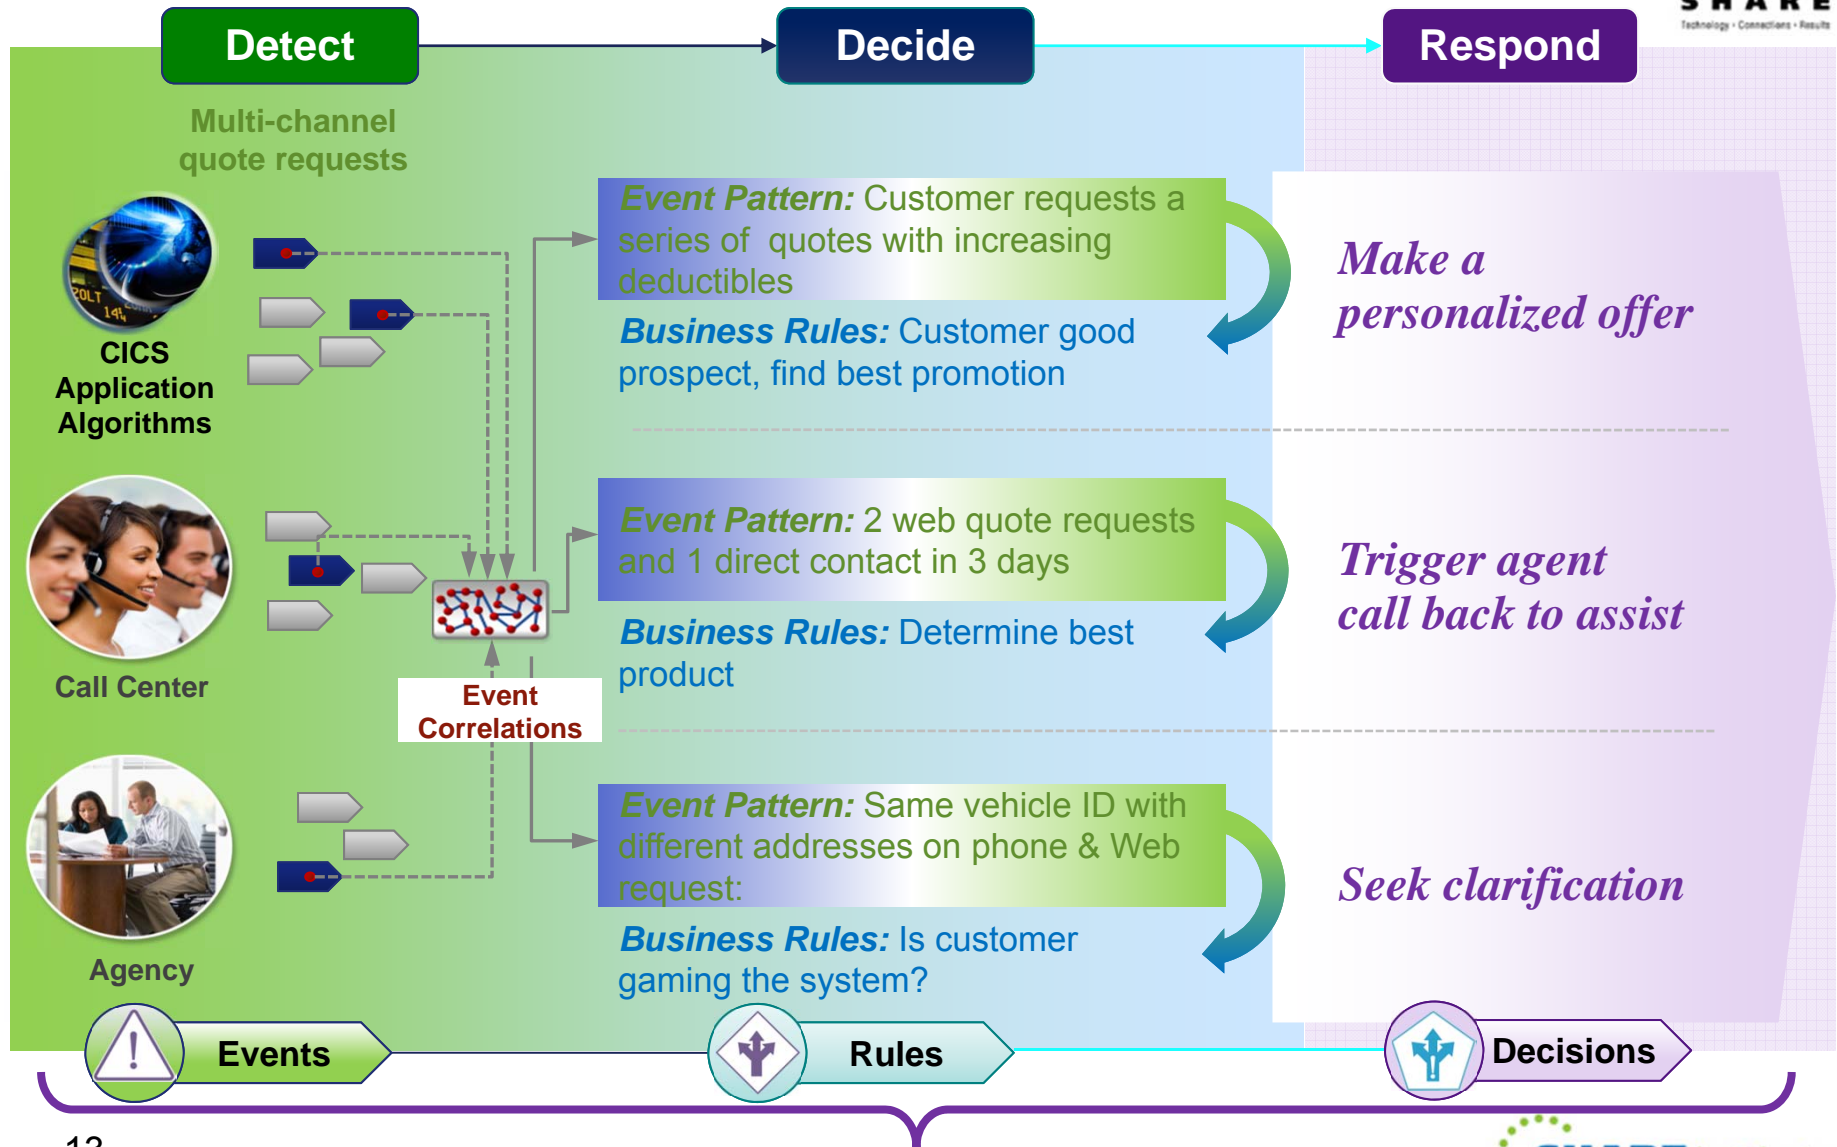 SHARE
Technology • Connections • Results
Detect
Decide
Respond
Multi-channel
quote requests
CICS
Application
Algorithms
Event Pattern: Customer requests a
series of quotes with increasing
deductibles
Business Rules: Customer good
prospect, find best promotion
Make a
personalized offer
Call Center
Event
Correlations
Event Pattern: 2 web quote requests
and 1 direct contact in 3 days
Business Rules: Determine best
product
Trigger agent
call back to assist
Agency
Event Pattern: Same vehicle ID with
different addresses on phone & Web
request:
Business Rules: Is customer
gaming the system?
Seek clarification
Events
Rules
Decisions